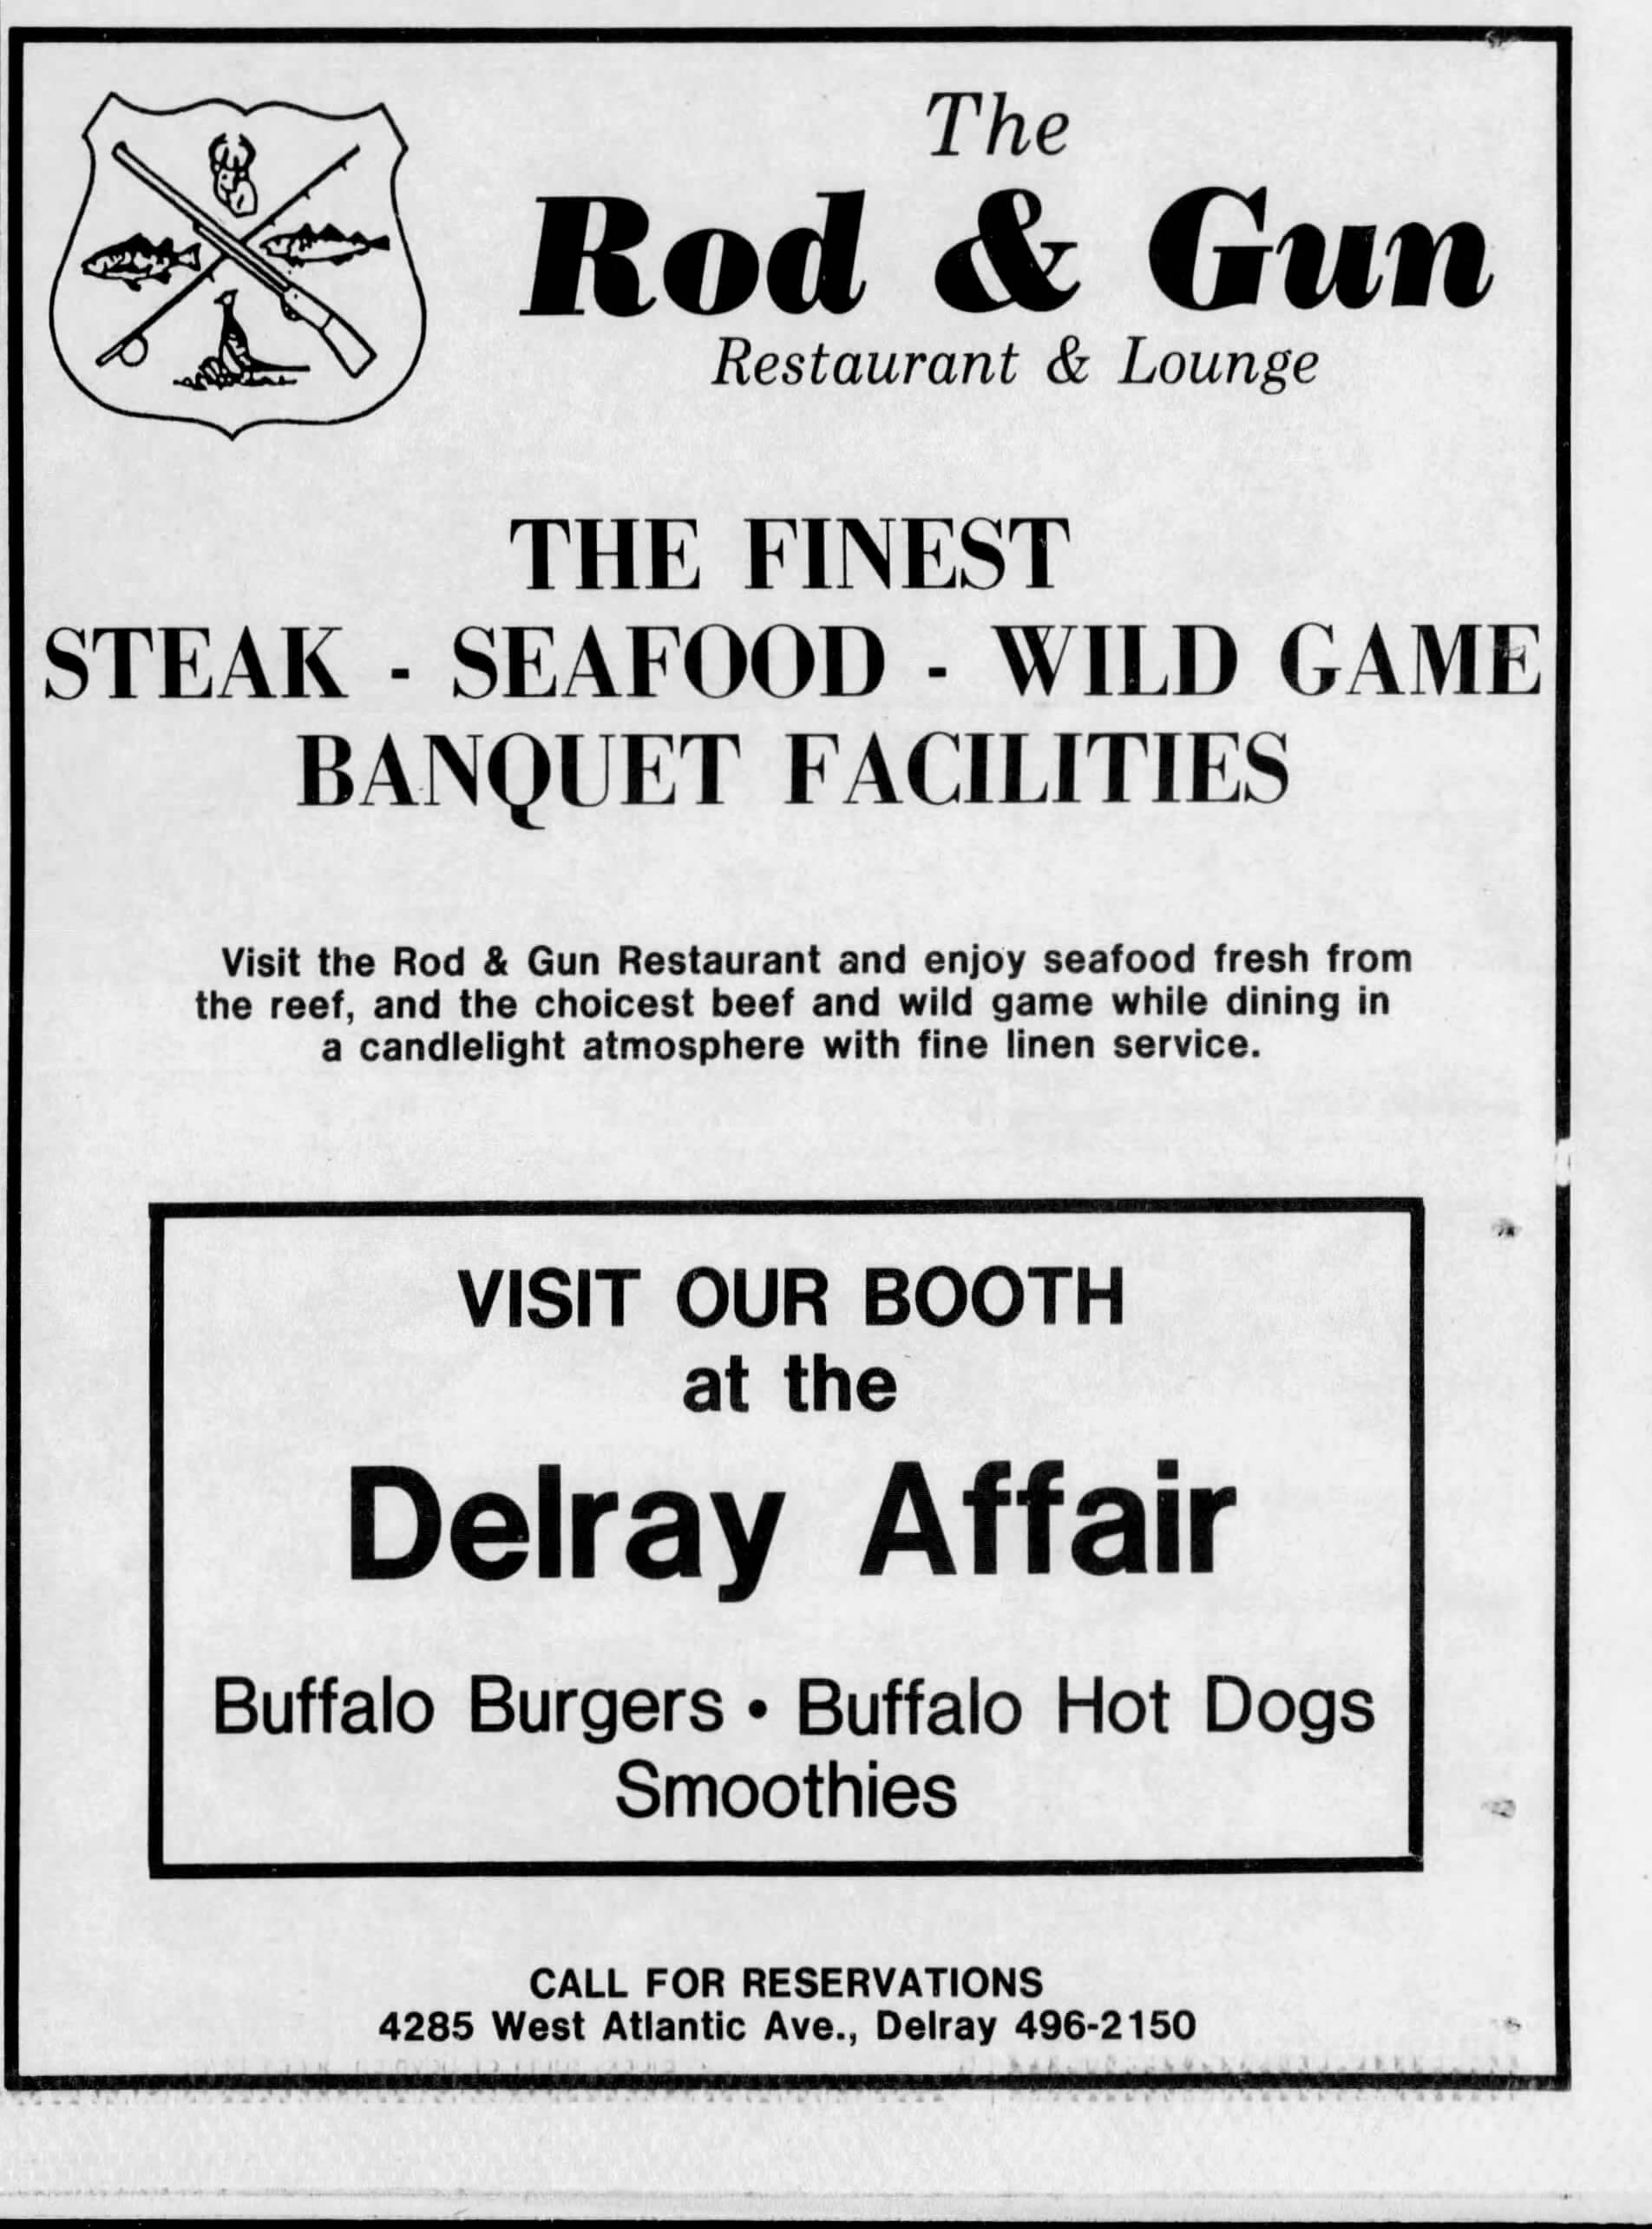 The
Rod & Gun
Restaurant & Lounge
THE FINEST
STEAK - SEAFOOD - WILD GAME
BANQUET FACILITIES
Visit the Rod & Gun Restaurant and enjoy seafood fresh from
the reef, and the choicest beef and wild game while dining in
a candlelight atmosphere with fine linen service.
VISIT OUR BOOTH
at the
Delray Affair
Buffalo Burgers • Buffalo Hot Dogs
Smoothies
CALL FOR RESERVATIONS
4285 West Atlantic Ave., Delray 496-2150